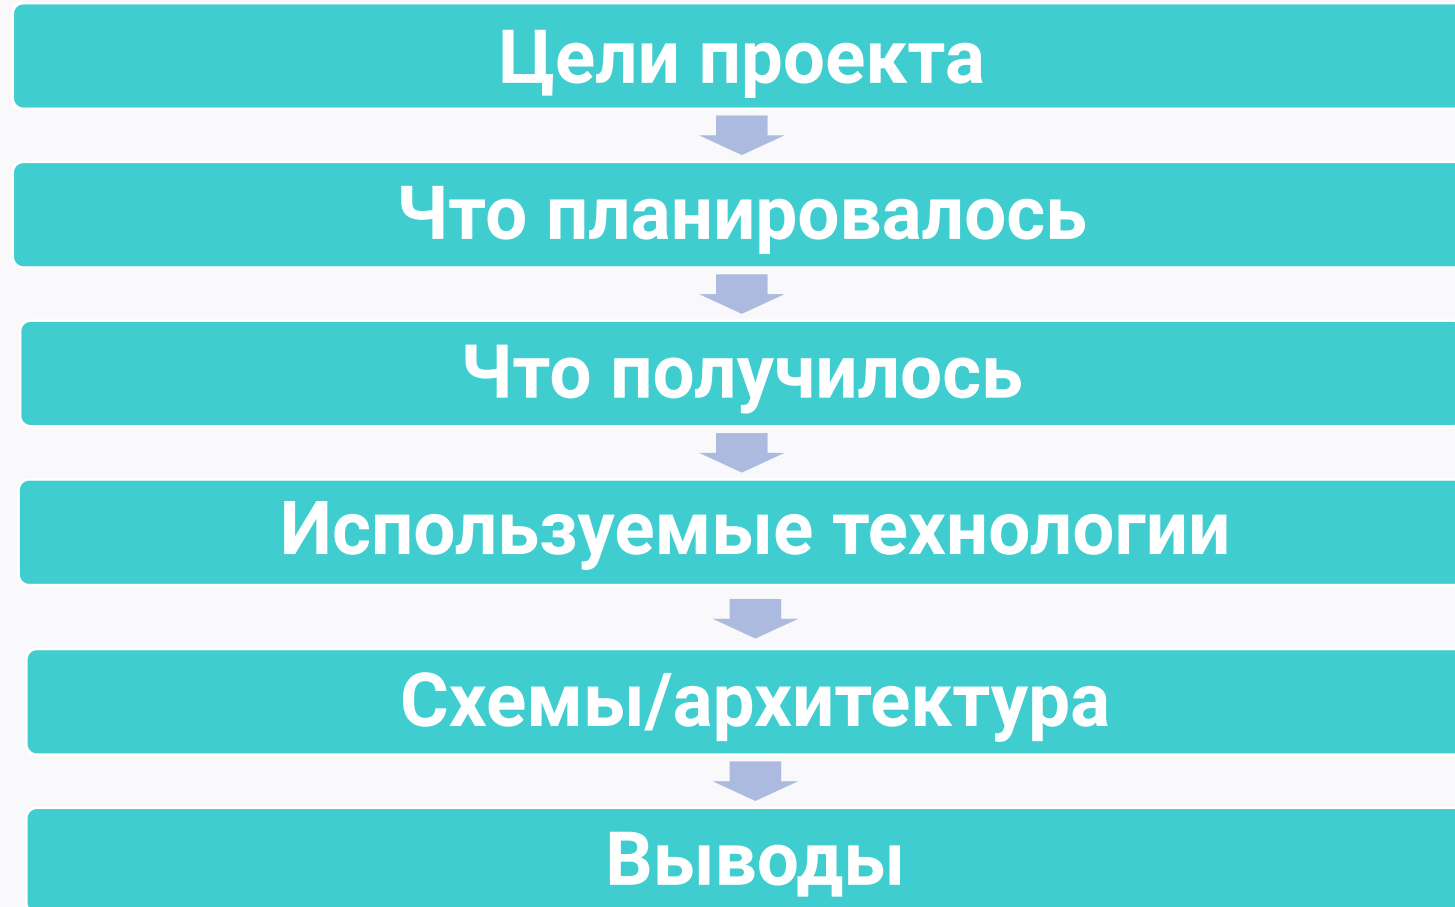 Цели проекта
Что планировалось
Что получилось
Используемые технологии
Схемы/архитектура
Выводы